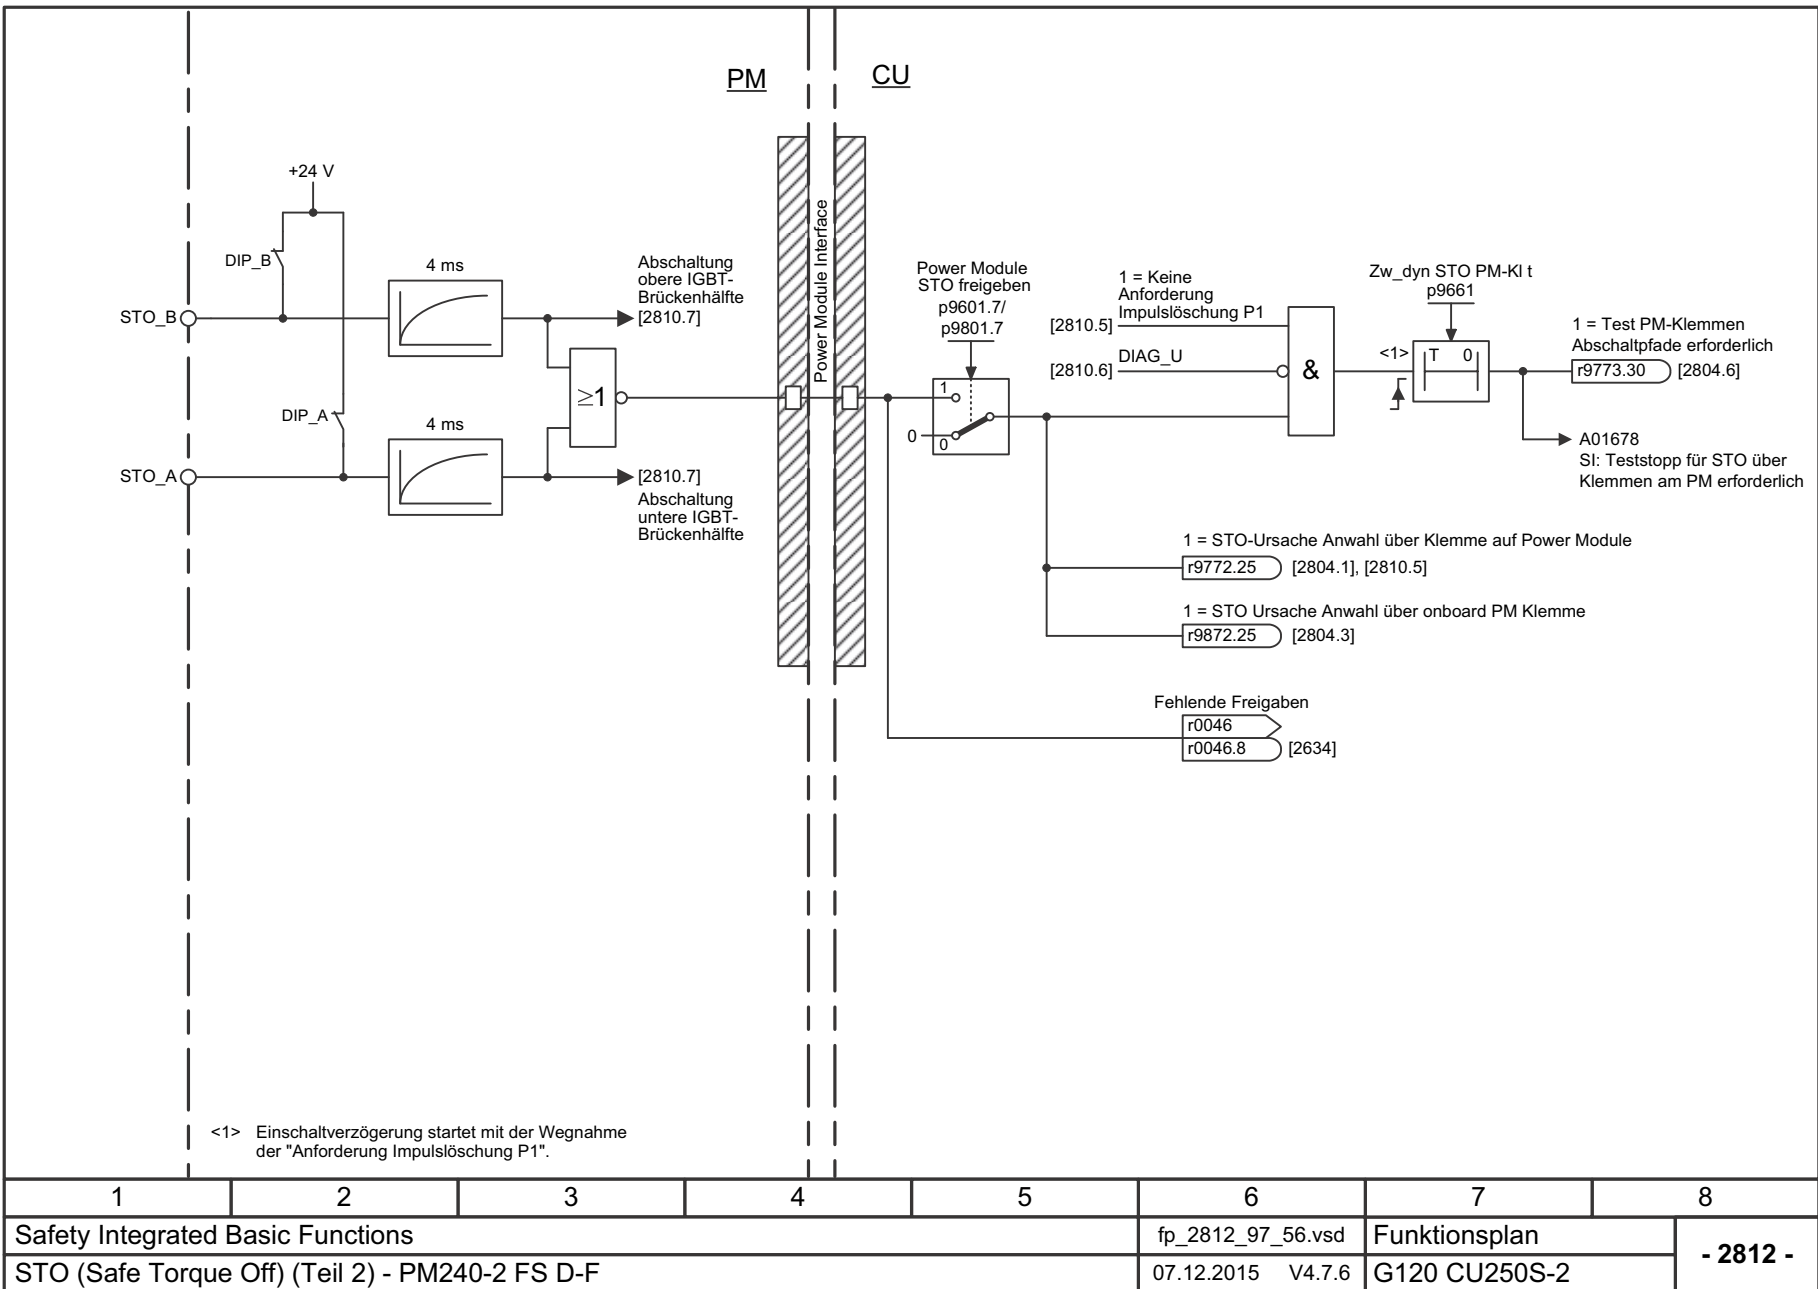 PM
CU
+24 V
DIP_B
4 ms
Abschaltung
obere IGBT-
Brückenhälfte
[2810.7]
STO_B
≥1
DIP_A
4 ms
STO_A
[2810.7]
Abschaltung
untere IGBT-
Brückenhälfte
Power Module Interface
Power Module
STO freigeben
p9601.7/
p9801.7
1
0
0
1 = Keine
Anforderung
Impulslöschung P1
[2810.5]
DIAG_U
[2810.6]
&
Zw_dyn STO PM-Kl t
p9661
<1>
T 0
1 = Test PM-Klemmen
Abschaltpfade erforderlich
r9773.30 [2804.6]
A01678
SI: Teststopp für STO über
Klemmen am PM erforderlich
1 = STO-Ursache Anwahl über Klemme auf Power Module
r9772.25 [2804.1], [2810.5]
1 = STO Ursache Anwahl über onboard PM Klemme
r9872.25 [2804.3]
Fehlende Freigaben
r0046
r0046.8 [2634]
<1> Einschaltverzögerung startet mit der Wegnahme
der "Anforderung Impulslöschung P1".
1 2 3 4 5 6 7 8
Safety Integrated Basic Functions
fp_2812_97_56.vsd
Funktionsplan
- 2812 -
STO (Safe Torque Off) (Teil 2) - PM240-2 FS D-F
07.12.2015 V4.7.6
G120 CU250S-2